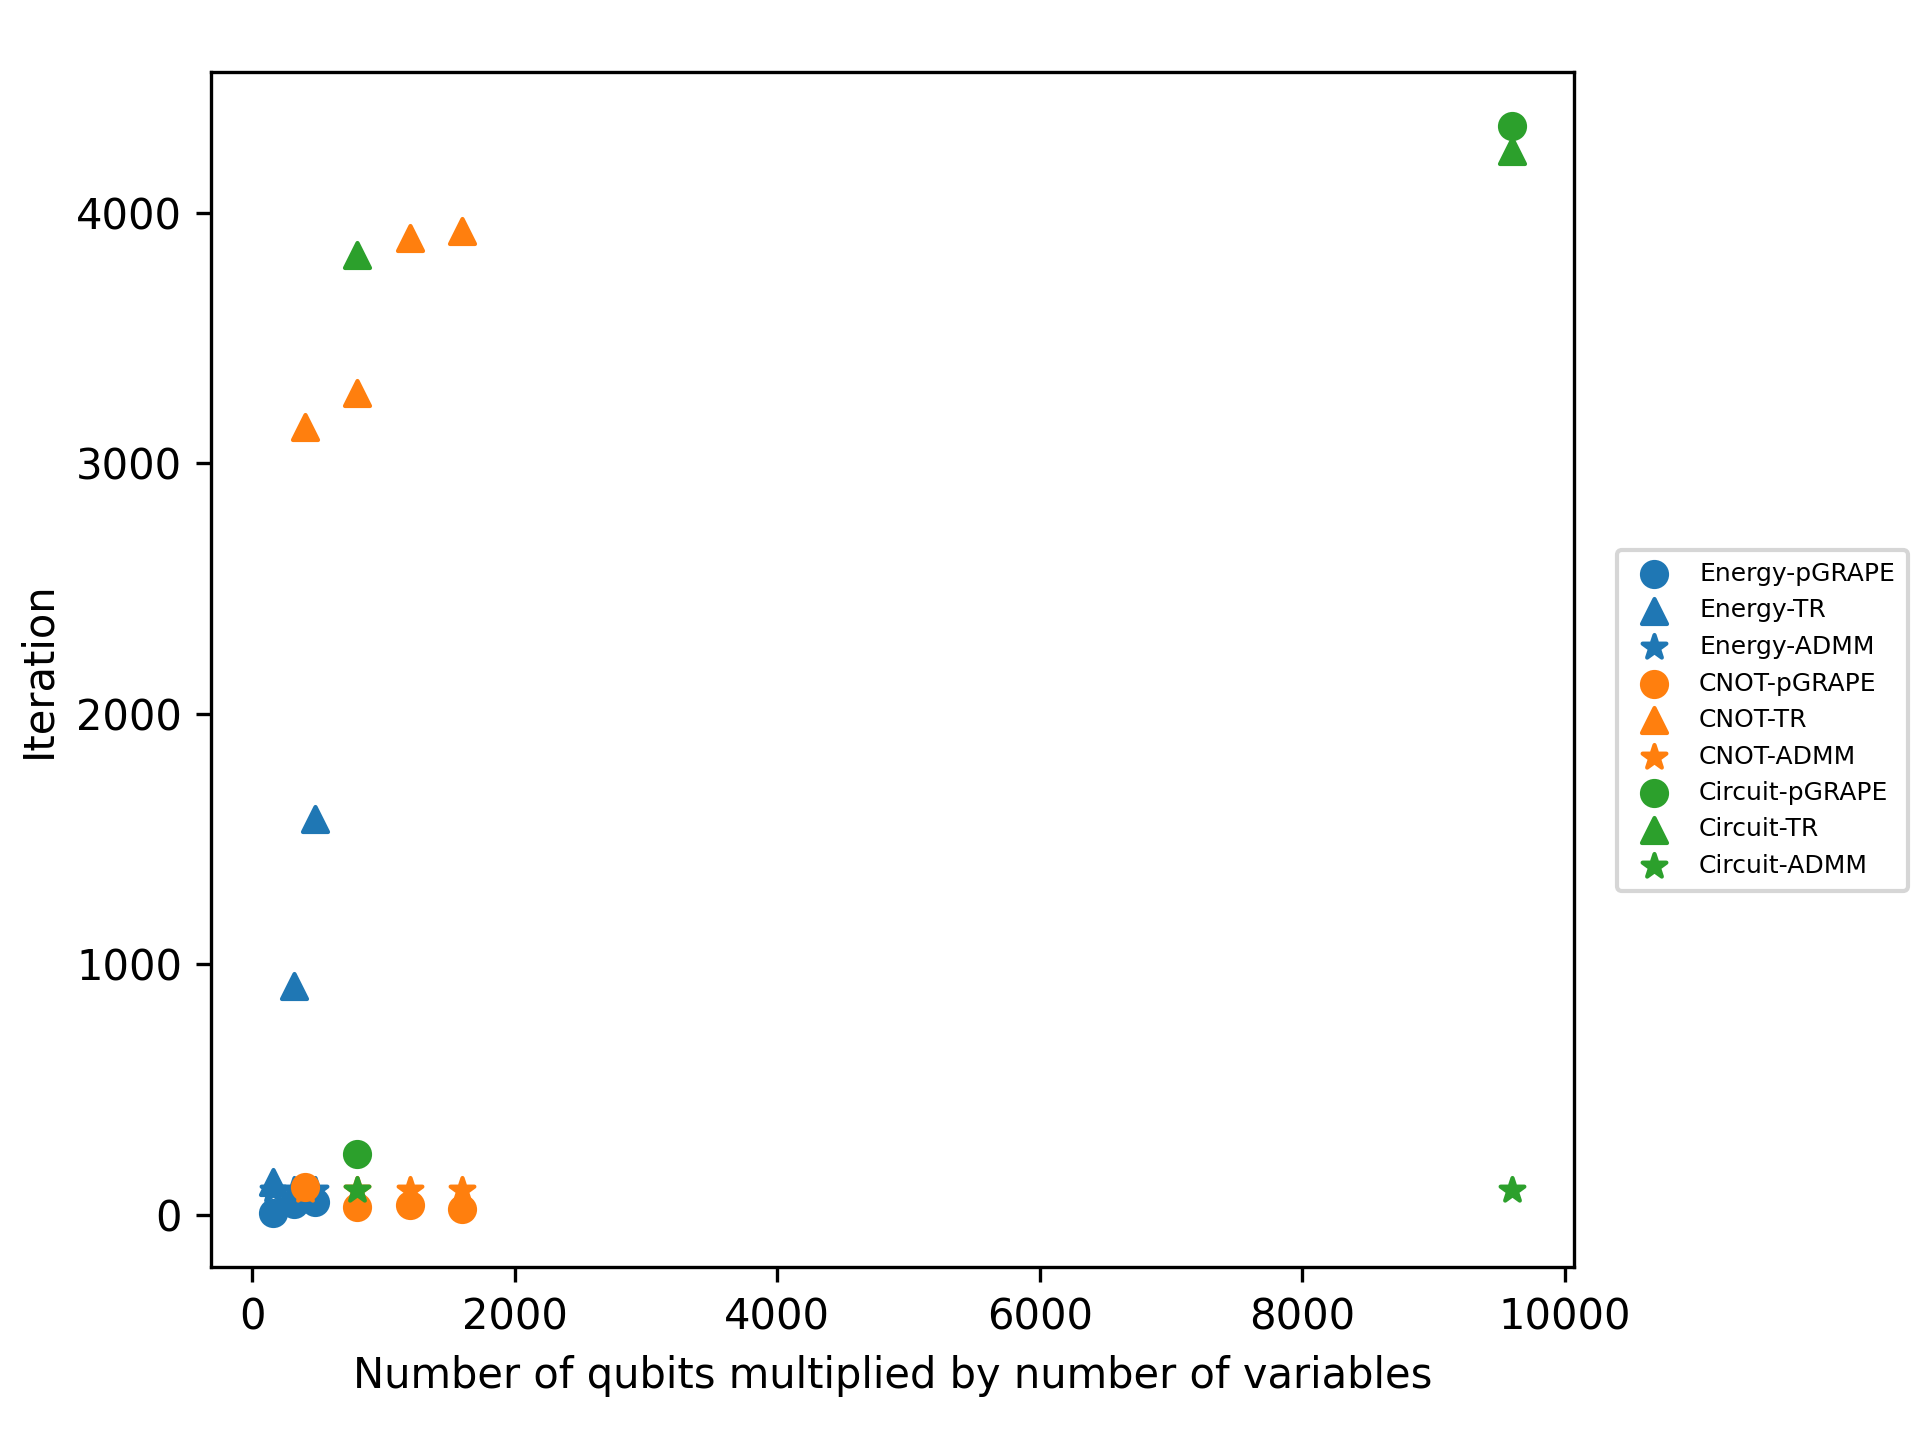 4000
3000
2000
1000
0
Iteration
0
2000
4000
6000
8000
10000
Number of qubits multiplied by number of variables
Energy-pGRAPE
Energy-TR
Energy-ADMM
CNOT-pGRAPE
CNOT-TR
CNOT-ADMM
Circuit-pGRAPE
Circuit-TR
Circuit-ADMM